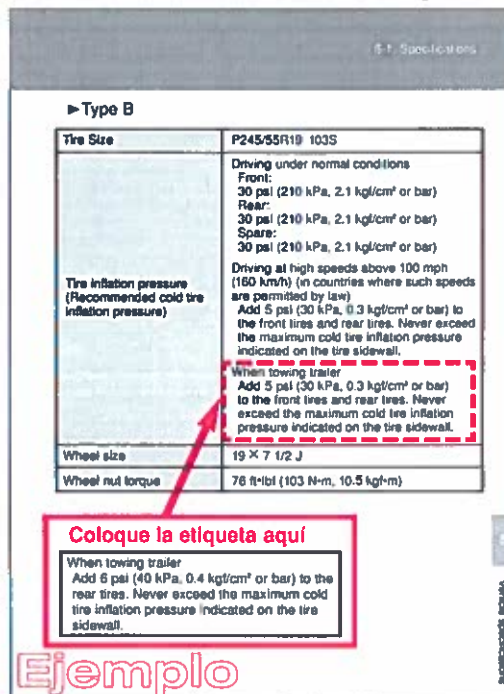 6-1. Specifications
►Type B
Tire Size
P245/55R19 103S
Tire inflation pressure
(Recommended cold tire
inflation pressure)
Driving under normal conditions
Front:
30 psi (210 kPa, 2.1 kgf/cm² or bar)
Rear:
30 psi (210 kPa, 2.1 kgf/cm² or bar)
Spare:
30 psi (210 kPa, 2.1 kgf/cm² or bar)
Driving at high speeds above 100 mph
(160 km/h) (in countries where such speeds
are permitted by law)
Add 5 psi (30 kPa, 0.3 kgf/cm² or bar) to
the front tires and rear tires. Never exceed
the maximum cold tire inflation pressure
indicated on the tire sidewall.
When towing trailer
Add 5 psi (30 kPa, 0.3 kgf/cm² or bar)
to the front tires and rear tires. Never
exceed the maximum cold tire inflation
pressure indicated on the tire sidewall.
Wheel size
19 × 7 1/2 J
Wheel nut torque
76 ft•lbf (103 N•m, 10.5 kgf•m)
Coloque la etiqueta aquí
When towing trailer
Add 6 psi (40 kPa, 0.4 kgf/cm² or bar) to the
rear tires. Never exceed the maximum cold
tire inflation pressure indicated on the tire
sidewall.
Ejemplo